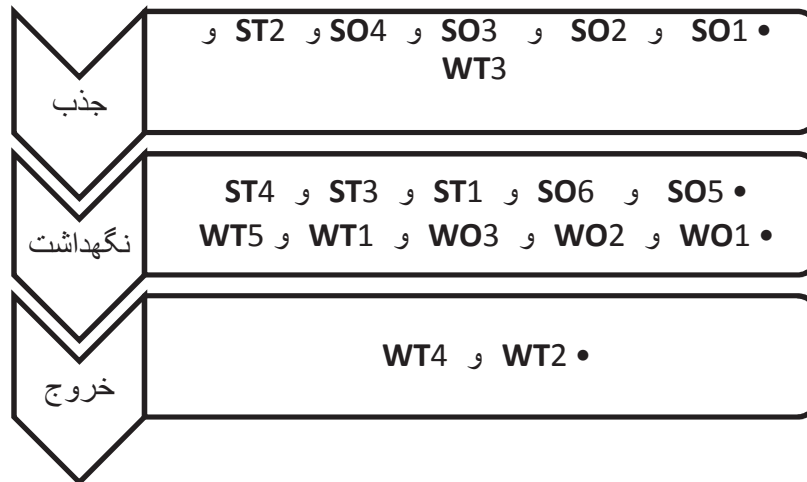 • SO1 و SO2 و SO3 و SO4 و ST2 و
WT3
جذب
• SO5 و SO6 و ST1 و ST3 و ST4
• WO1 و WO2 و WO3 و WT1 و WT5
نگهداشت
• WT2 و WT4
خروج